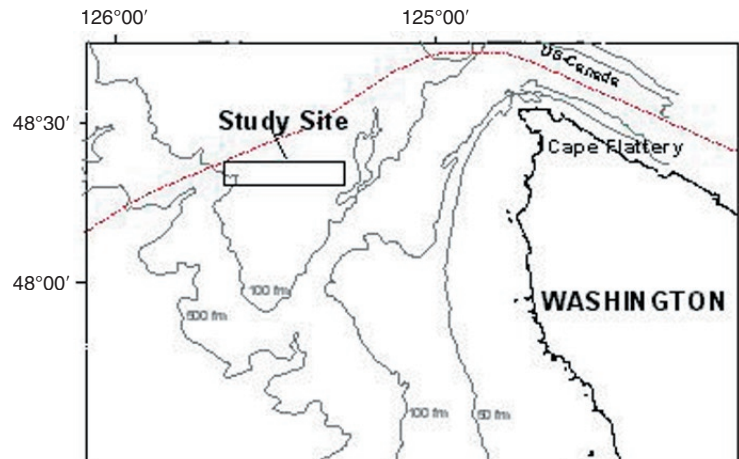 126°00′ 125°00′
US-Canada
48°30′
Study Site
Cape Flattery
48°00′
100 fm
WASHINGTON
500 fm
100 fm
50 fm